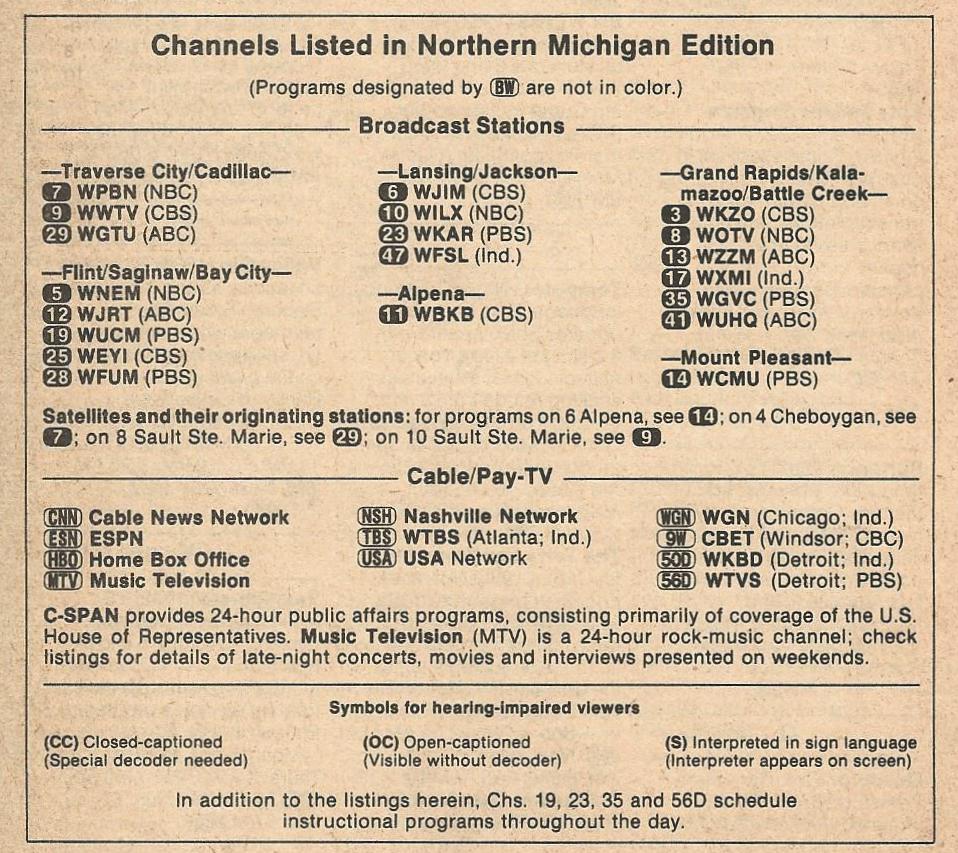 Channels Listed in Northern Michigan Edition
(Programs designated by BW are not in color.)
Broadcast Stations
—Traverse City/Cadillac—
7 WPBN (NBC)
9 WWTV (CBS)
29 WGTU (ABC)
—Flint/Saginaw/Bay City—
5 WNEM (NBC)
12 WJRT (ABC)
19 WUCM (PBS)
25 WEYI (CBS)
28 WFUM (PBS)
—Lansing/Jackson—
6 WJIM (CBS)
10 WILX (NBC)
23 WKAR (PBS)
47 WFSL (Ind.)
—Alpena—
11 WBKB (CBS)
—Grand Rapids/Kala-
mazoo/Battle Creek—
3 WKZO (CBS)
8 WOTV (NBC)
13 WZZM (ABC)
17 WXMI (Ind.)
35 WGVC (PBS)
41 WUHQ (ABC)
—Mount Pleasant—
14 WCMU (PBS)
Satellites and their originating stations: for programs on 6 Alpena, see 14; on 4 Cheboygan, see
7; on 8 Sault Ste. Marie, see 29; on 10 Sault Ste. Marie, see 9.
Cable/Pay-TV
CNN Cable News Network
ESN ESPN
HBO Home Box Office
MTV Music Television
NSH Nashville Network
TBS WTBS (Atlanta; Ind.)
USA USA Network
WGN WGN (Chicago; Ind.)
9W CBET (Windsor; CBC)
50D WKBD (Detroit; Ind.)
56D WTVS (Detroit; PBS)
C-SPAN provides 24-hour public affairs programs, consisting primarily of coverage of the U.S.
House of Representatives. Music Television (MTV) is a 24-hour rock-music channel; check
listings for details of late-night concerts, movies and interviews presented on weekends.
Symbols for hearing-impaired viewers
(CC) Closed-captioned
(Special decoder needed)
(OC) Open-captioned
(Visible without decoder)
(S) Interpreted in sign language
(Interpreter appears on screen)
In addition to the listings herein, Chs. 19, 23, 35 and 56D schedule
instructional programs throughout the day.